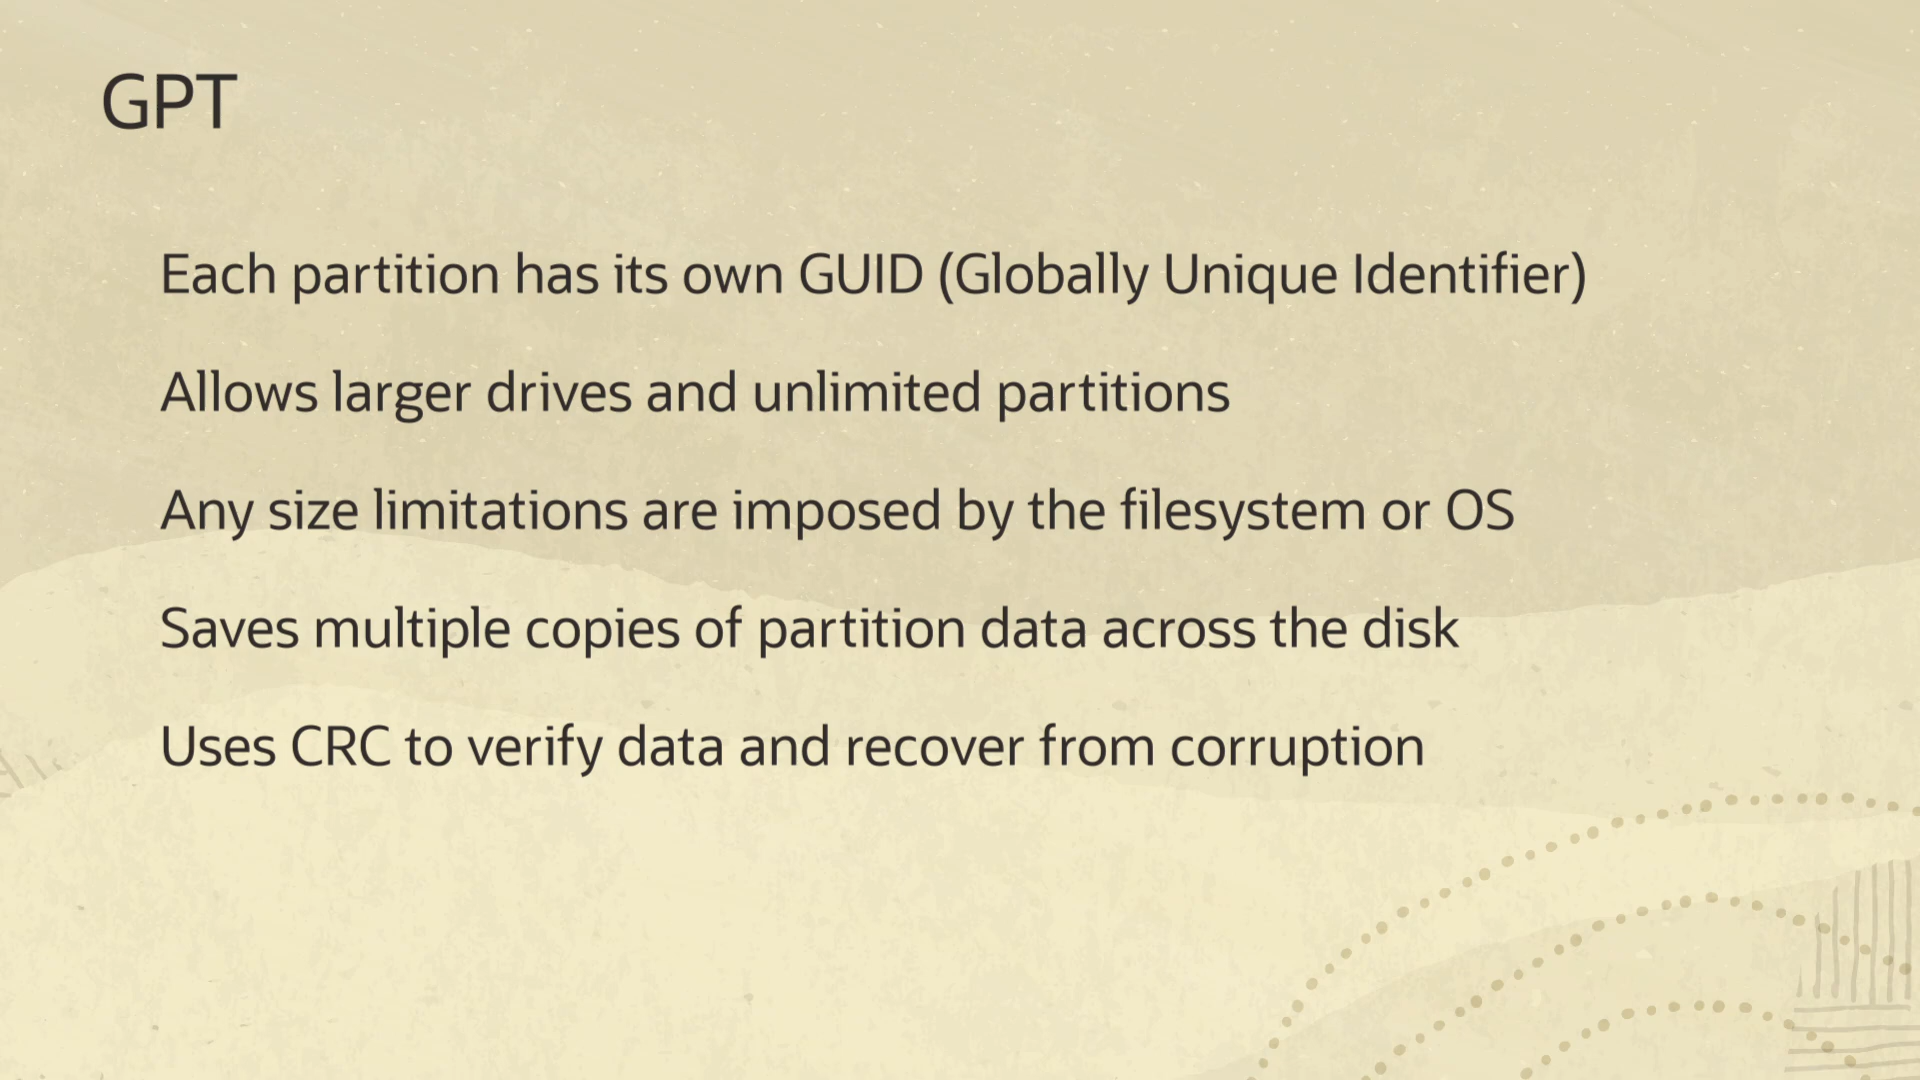 GPT
Each partition has its own GUID (Globally Unique Identifier)
Allows larger drives and unlimited partitions
Any size limitations are imposed by the filesystem or OS
Saves multiple copies of partition data across the disk
Uses CRC to verify data and recover from corruption